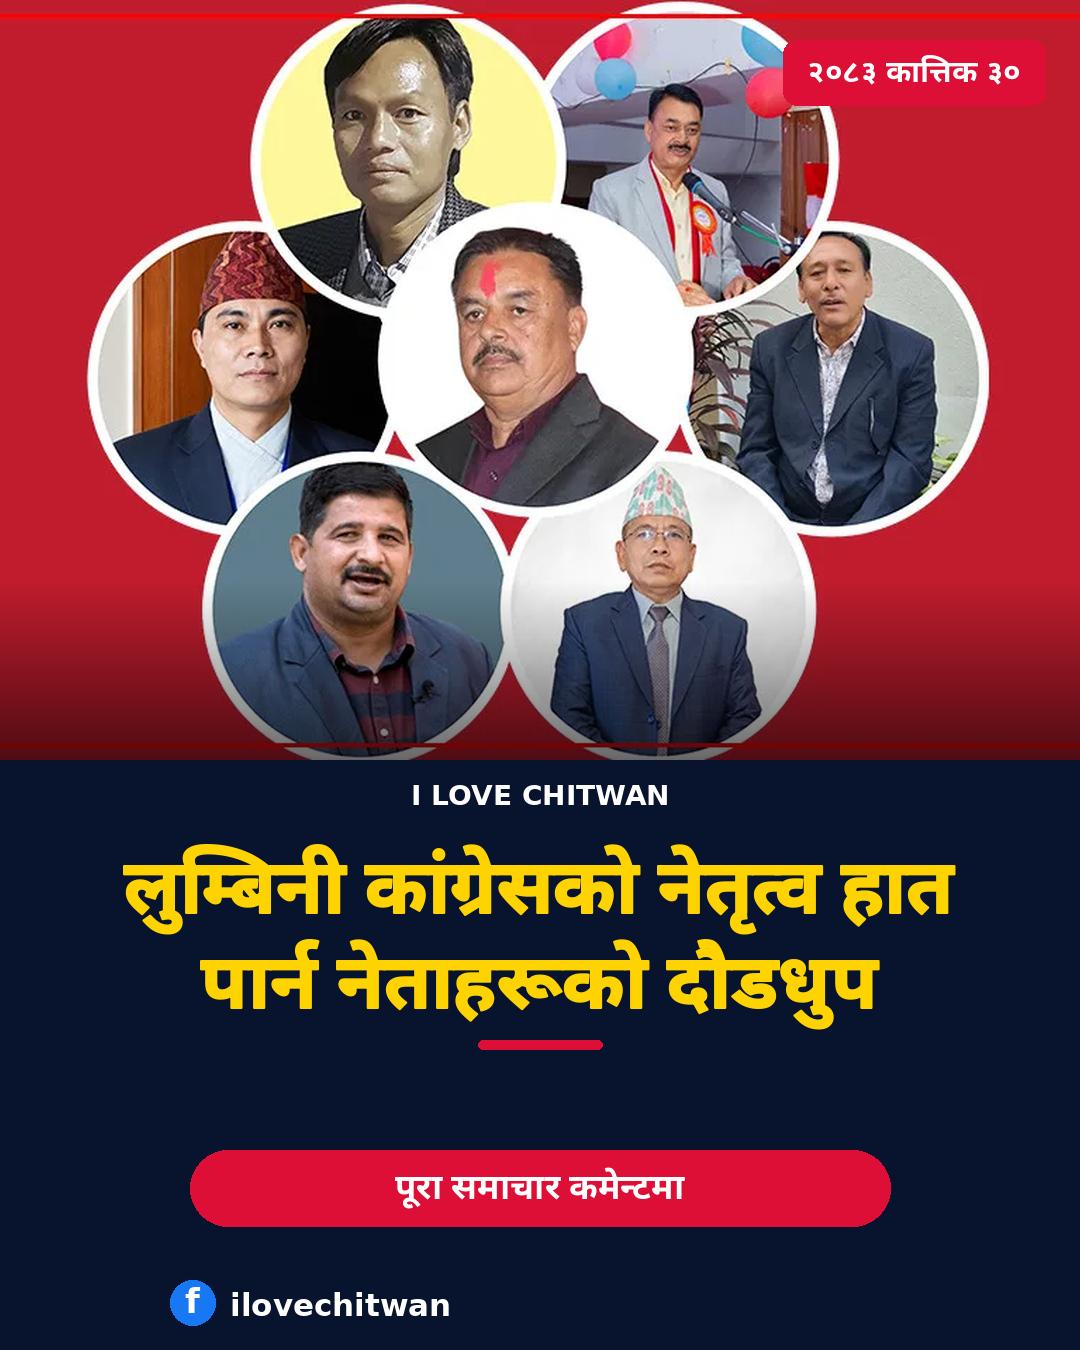 २०८३ कात्तिक ३०
I LOVE CHITWAN
लुम्बिनी कांग्रेसको नेतृत्व हात
पार्न नेताहरूको दौडधुप
पूरा समाचार कमेन्टमा
f ilovechitwan